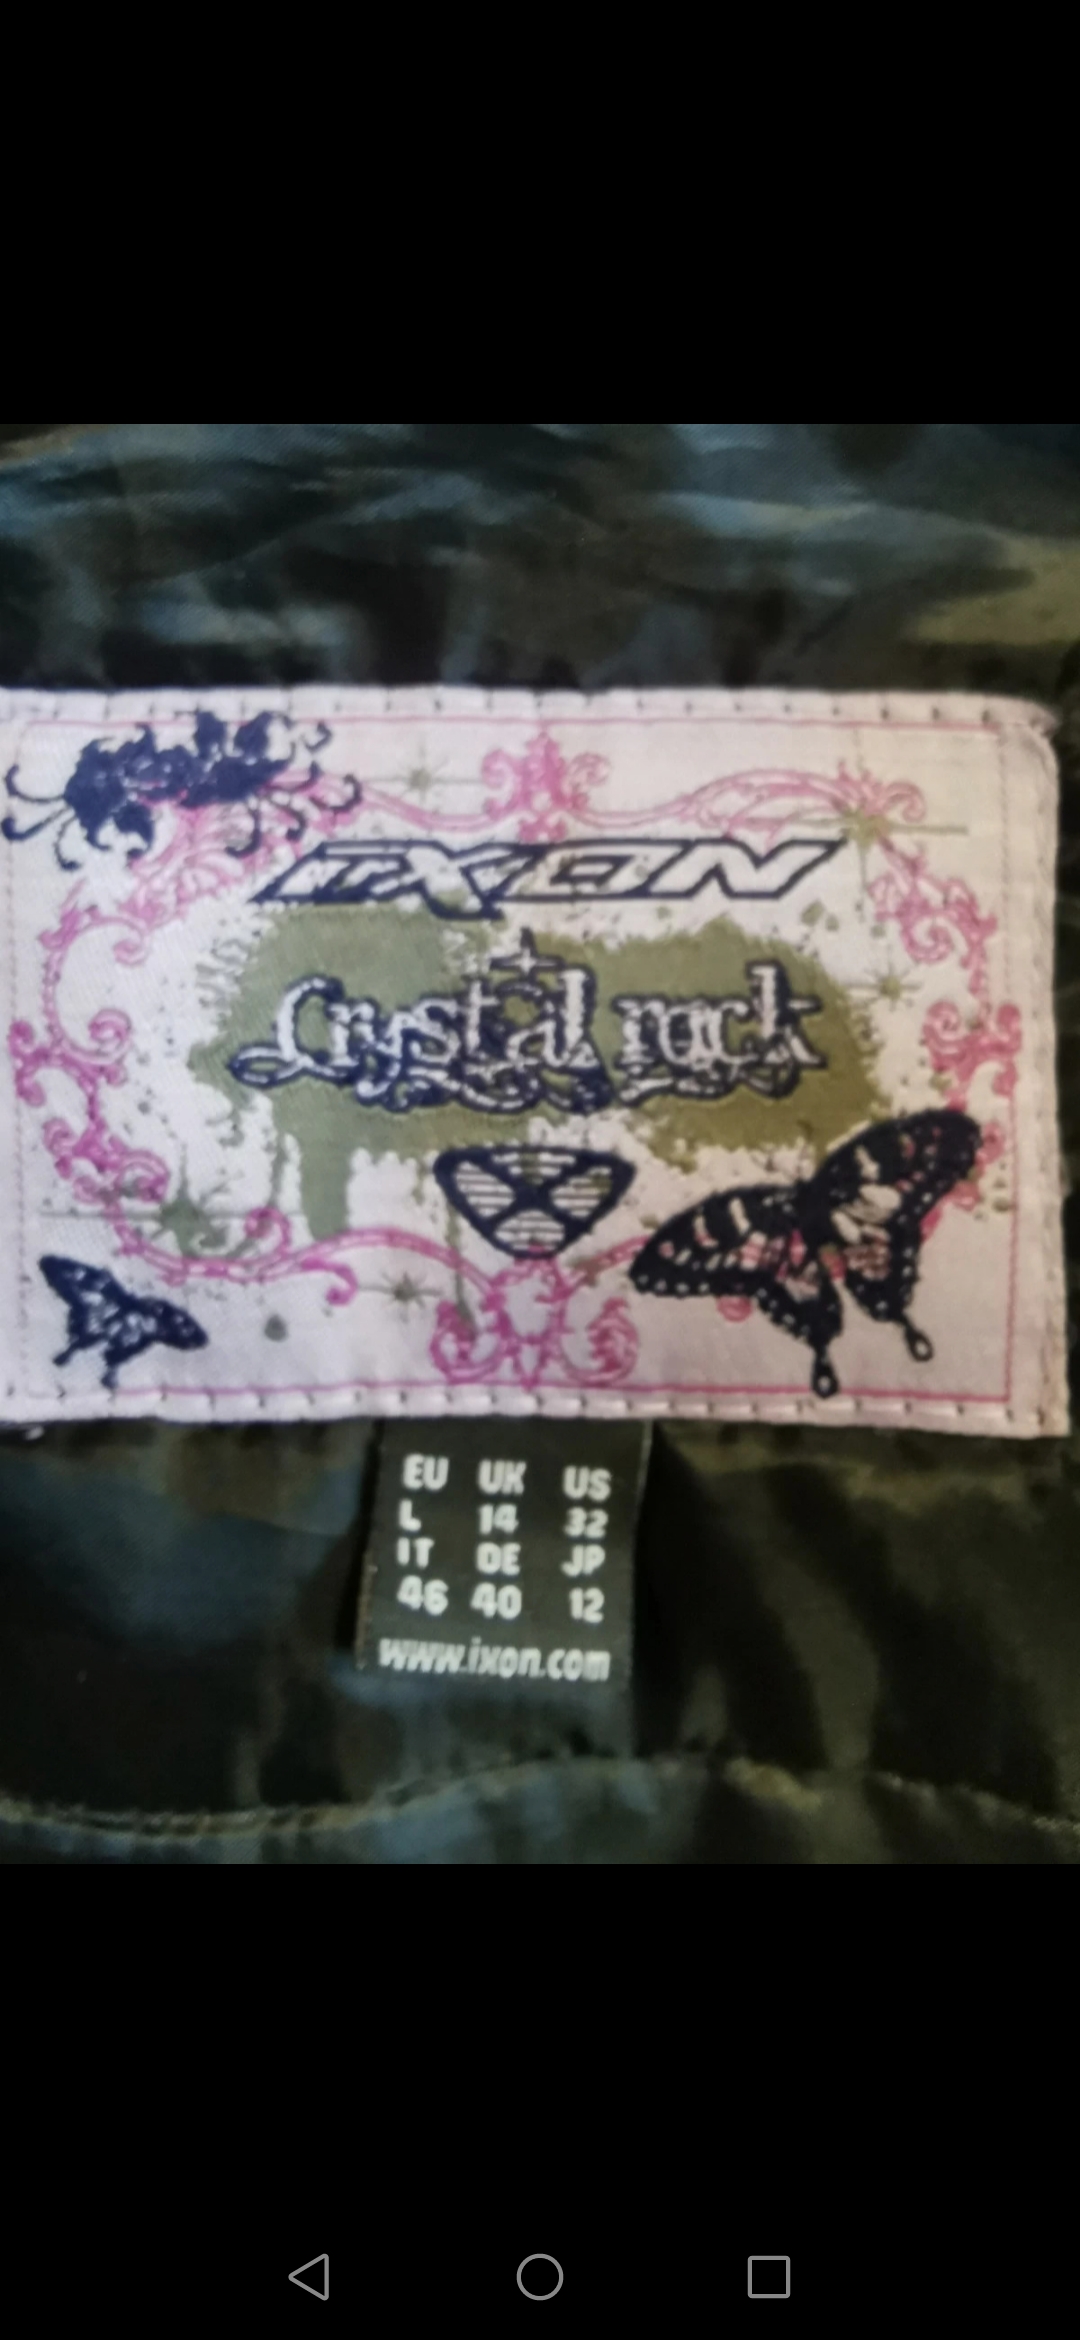 IXON
Crystal rock
EU UK US
L 14 32
IT DE JP
46 40 12
www.ixon.com